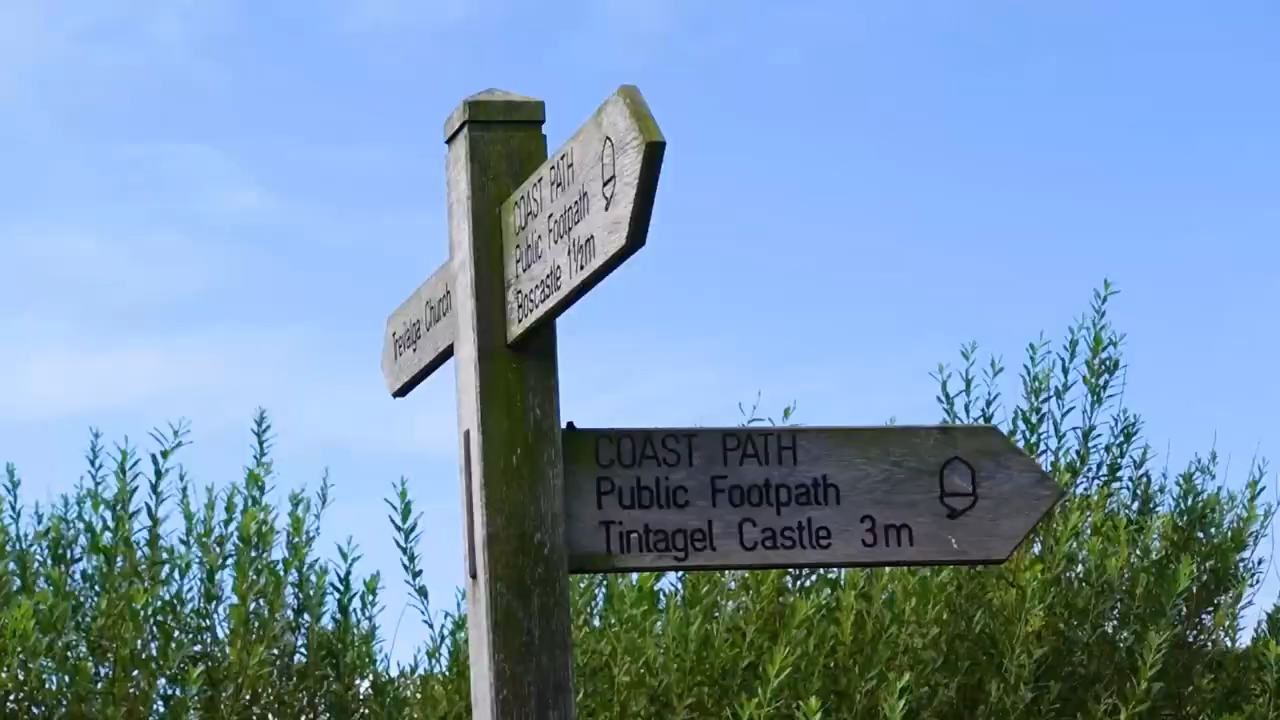 COAST PATH
Public Footpath
Boscastle 1½m
Trevalga Church
COAST PATH
Public Footpath
Tintagel Castle 3m